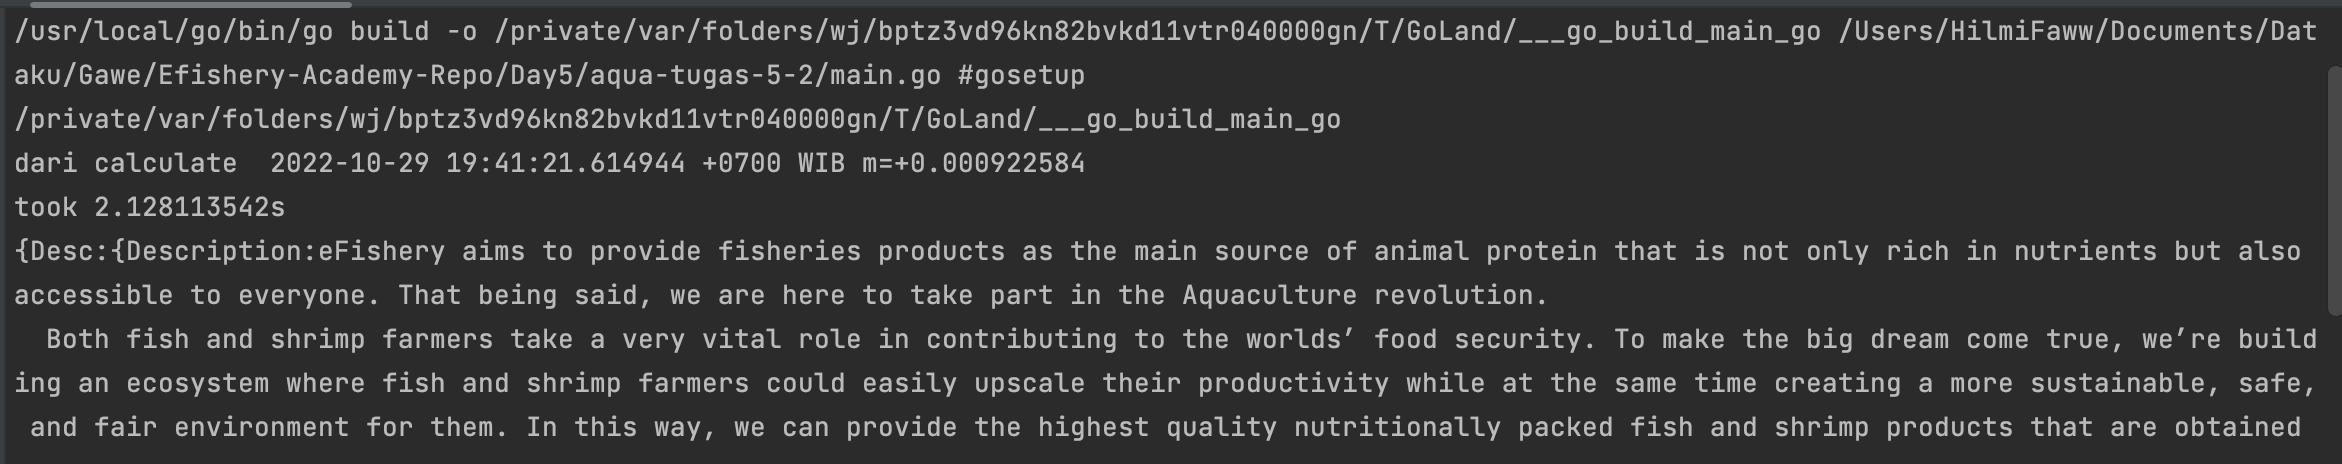 /usr/local/go/bin/go build -o /private/var/folders/wj/bptz3vd96kn82bvkd11vtr040000gn/T/GoLand/___go_build_main_go /Users/HilmiFaww/Documents/Dat
aku/Gawe/Efishery-Academy-Repo/Day5/aqua-tugas-5-2/main.go #gosetup
/private/var/folders/wj/bptz3vd96kn82bvkd11vtr040000gn/T/GoLand/___go_build_main_go
dari calculate  2022-10-29 19:41:21.614944 +0700 WIB m=+0.000922584
took 2.128113542s
{Desc:{Description:eFishery aims to provide fisheries products as the main source of animal protein that is not only rich in nutrients but also
accessible to everyone. That being said, we are here to take part in the Aquaculture revolution.
  Both fish and shrimp farmers take a very vital role in contributing to the worlds’ food security. To make the big dream come true, we’re build
ing an ecosystem where fish and shrimp farmers could easily upscale their productivity while at the same time creating a more sustainable, safe,
 and fair environment for them. In this way, we can provide the highest quality nutritionally packed fish and shrimp products that are obtained